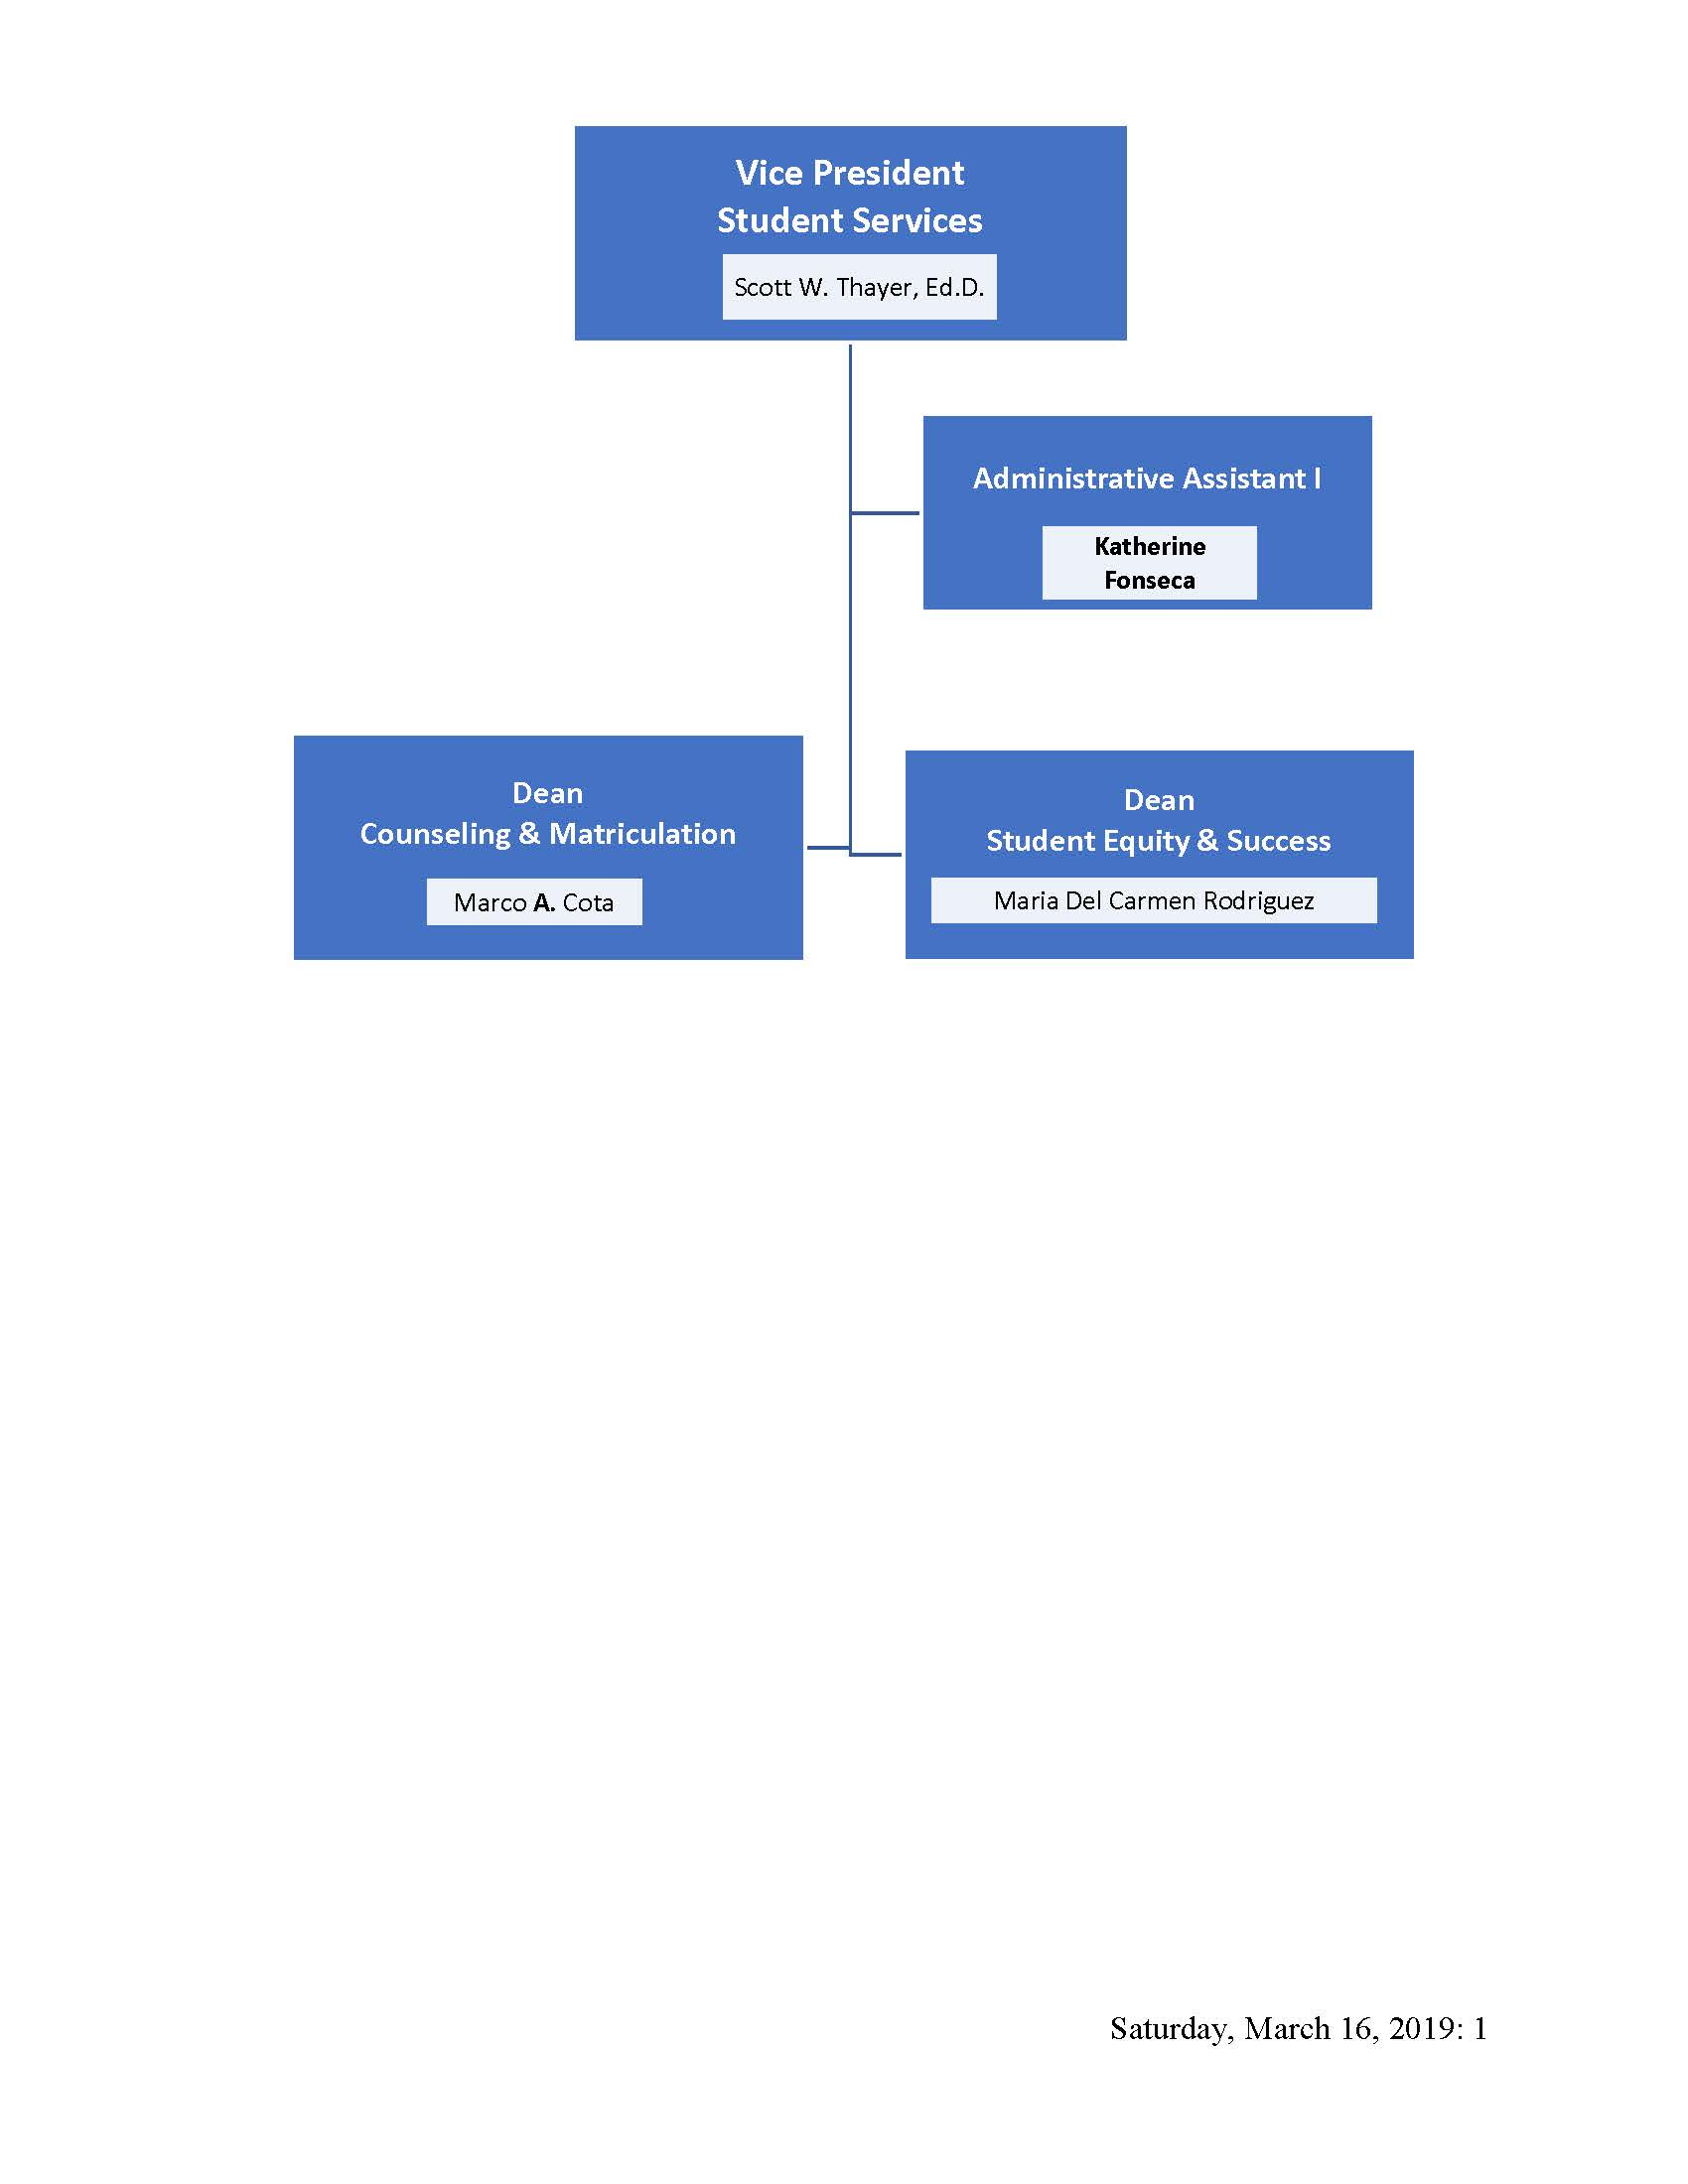 Vice President
Student Services
Scott W. Thayer, Ed.D.
Administrative Assistant I
Katherine
Fonseca
Dean
Counseling & Matriculation
Marco A. Cota
Dean
Student Equity & Success
Maria Del Carmen Rodriguez
Saturday, March 16, 2019: 1